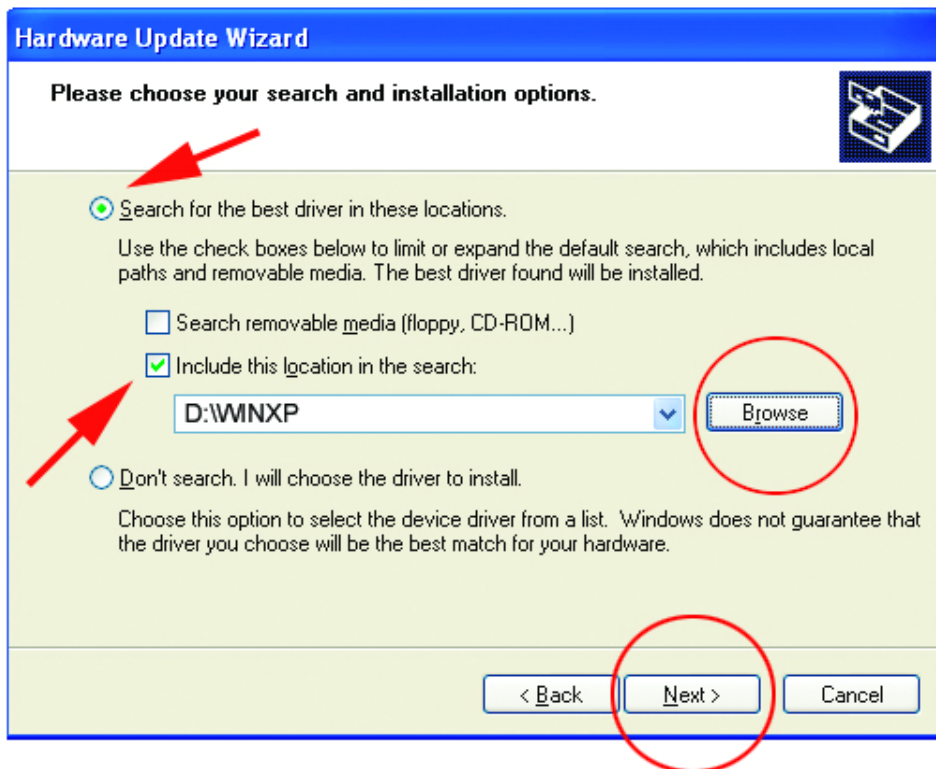 Hardware Update Wizard
Please choose your search and installation options.
Search for the best driver in these locations.
Use the check boxes below to limit or expand the default search, which includes local
paths and removable media. The best driver found will be installed.
Search removable media (floppy, CD-ROM...)
Include this location in the search:
D:\WINXP
Browse
Don't search. I will choose the driver to install.
Choose this option to select the device driver from a list. Windows does not guarantee that
the driver you choose will be the best match for your hardware.
< Back Next > Cancel